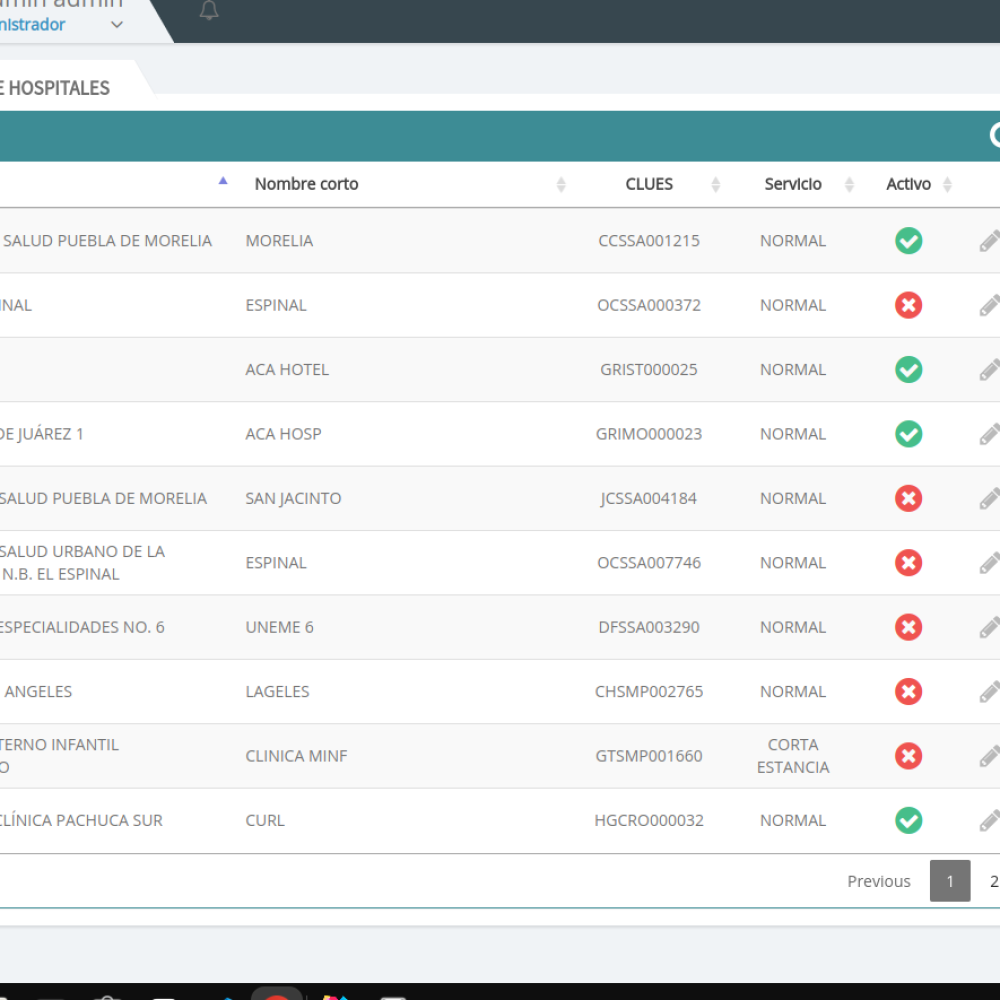 admin admin
nistrador
E HOSPITALES
Nombre corto CLUES Servicio Activo
SALUD PUEBLA DE MORELIA MORELIA CCSSA001215 NORMAL
INAL ESPINAL OCSSA000372 NORMAL
ACA HOTEL GRIST000025 NORMAL
DE JUÁREZ 1 ACA HOSP GRIMO000023 NORMAL
SALUD PUEBLA DE MORELIA SAN JACINTO JCSSA004184 NORMAL
SALUD URBANO DE LA
N.B. EL ESPINAL ESPINAL OCSSA007746 NORMAL
ESPECIALIDADES NO. 6 UNEME 6 DFSSA003290 NORMAL
ANGELES LAGELES CHSMP002765 NORMAL
TERNO INFANTIL
O CLINICA MINF GTSMP001660 CORTA
ESTANCIA
CLÍNICA PACHUCA SUR CURL HGCRO000032 NORMAL
Previous 1 2